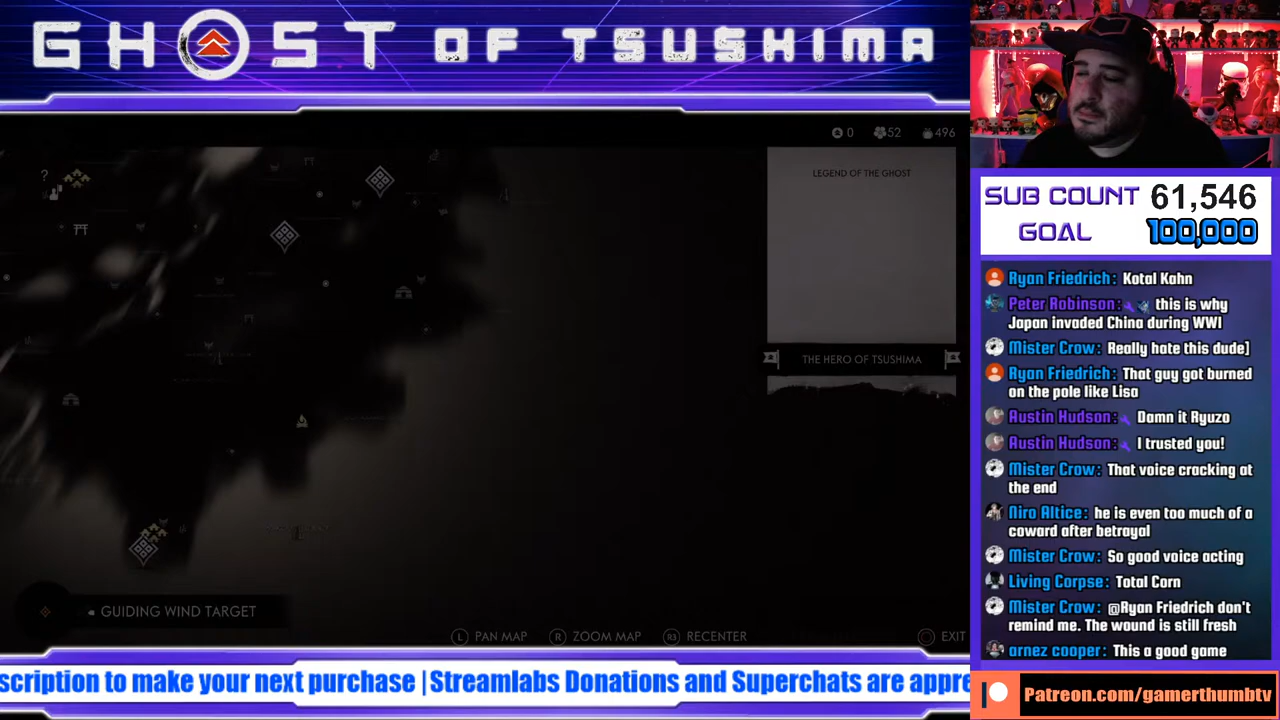 GHOST OF TSUSHIMA
0 52 496
?
LEGEND OF THE GHOST
THE HERO OF TSUSHIMA
GUIDING WIND TARGET
L PAN MAP R ZOOM MAP R3 RECENTER EXIT
scription to make your next purchase | Streamlabs Donations and Superchats are appre
SUB COUNT 61,546
GOAL 100,000
Ryan Friedrich: Kotal Kahn
Peter Robinson: this is why
Japan invaded China during WWI
Mister Crow: Really hate this dude]
Ryan Friedrich: That guy got burned
on the pole like Lisa
Austin Hudson: Damn it Ryuzo
Austin Hudson: I trusted you!
Mister Crow: That voice cracking at
the end
Niro Altice: he is even too much of a
coward after betrayal
Mister Crow: So good voice acting
Living Corpse: Total Corn
Mister Crow: @Ryan Friedrich don't
remind me. The wound is still fresh
arnez cooper: This a good game
Patreon.com/gamerthumbtv